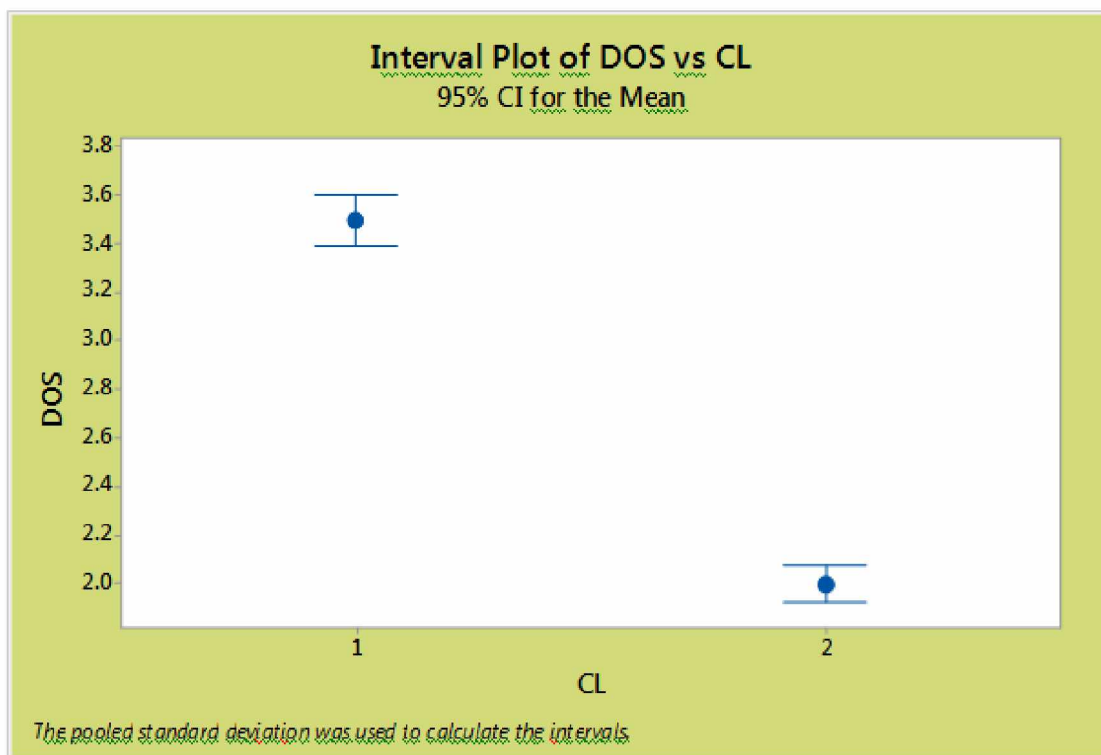 Interval Plot of DOS vs CL
95% CI for the Mean
3.8
3.6
3.4
3.2
3.0
2.8
2.6
2.4
2.2
2.0
DOS
1 2
CL
The pooled standard deviation was used to calculate the intervals.